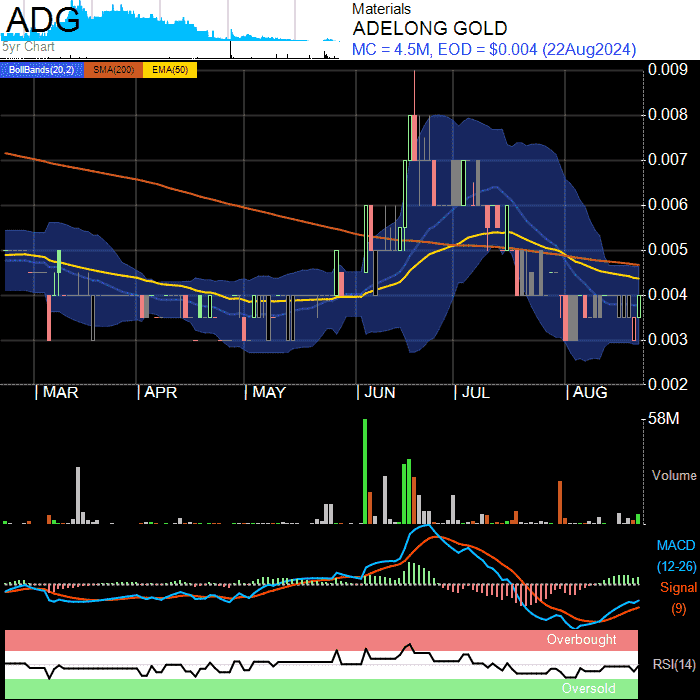 ADG
5yr Chart
Materials
ADELONG GOLD
MC = 4.5M, EOD = $0.004 (22Aug2024)
BollBands(20,2) SMA(200) EMA(50)
0.009
0.008
0.007
0.006
0.005
0.004
0.003
0.002
| MAR | APR | MAY | JUN | JUL | AUG
58M
Volume
MACD
(12-26)
Signal
(9)
Overbought
RSI(14)
Oversold